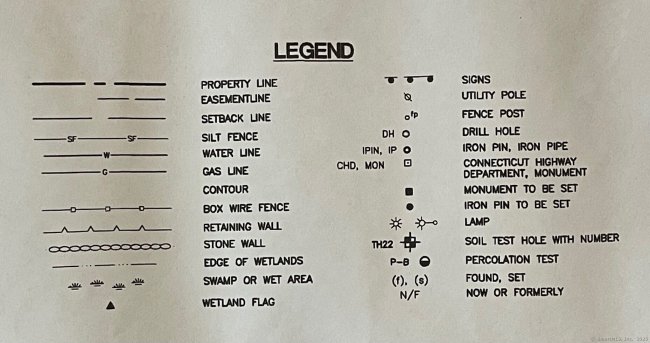 LEGEND
PROPERTY LINE
EASEMENTLINE
SETBACK LINE
SF SF SILT FENCE
W WATER LINE
G GAS LINE
CONTOUR
BOX WIRE FENCE
RETAINING WALL
STONE WALL
EDGE OF WETLANDS
SWAMP OR WET AREA
WETLAND FLAG
SIGNS
UTILITY POLE
fp FENCE POST
DH DRILL HOLE
IPIN, IP IRON PIN, IRON PIPE
CHD, MON CONNECTICUT HIGHWAY
DEPARTMENT, MONUMENT
MONUMENT TO BE SET
IRON PIN TO BE SET
LAMP
TH22 SOIL TEST HOLE WITH NUMBER
P-8 PERCOLATION TEST
(f), (s) FOUND, SET
N/F NOW OR FORMERLY